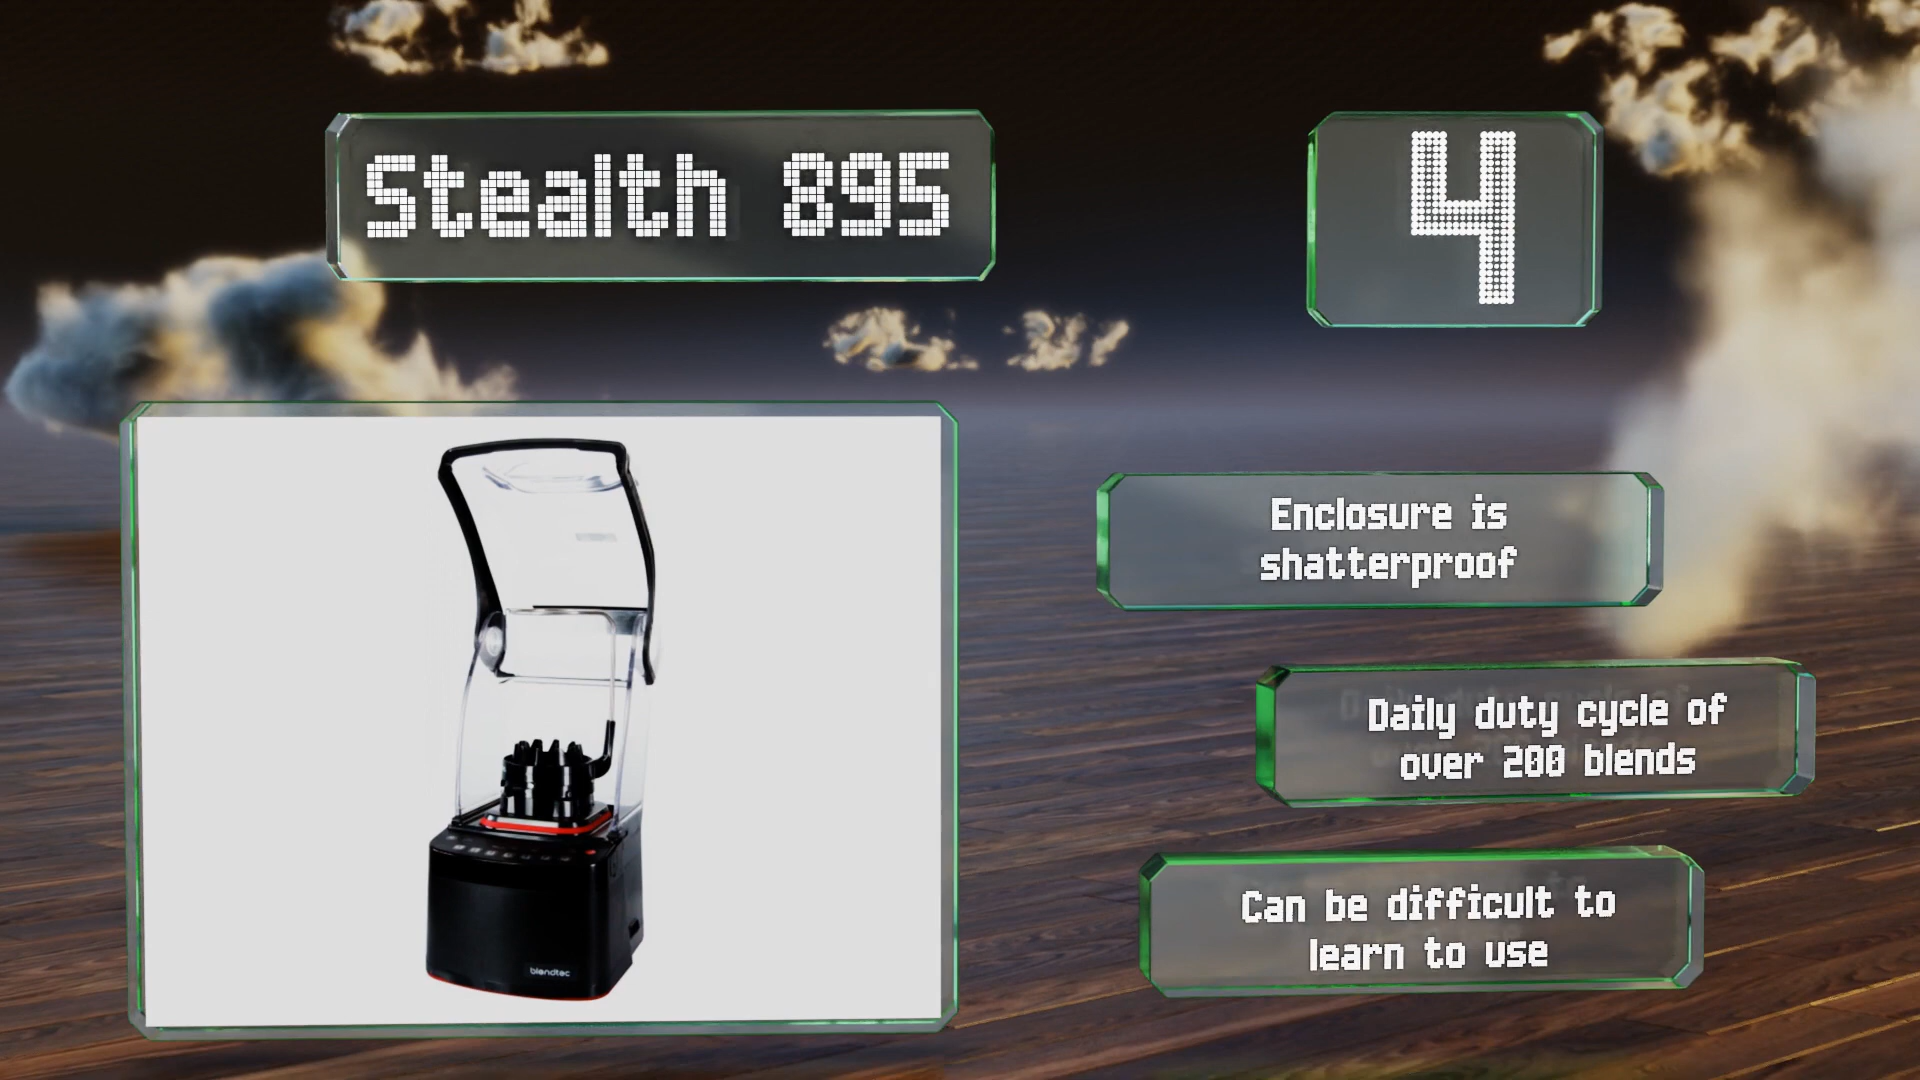 Stealth 895
4
Enclosure is
shatterproof
Daily duty cycle of
over 200 blends
Can be difficult to
learn to use
blendtec